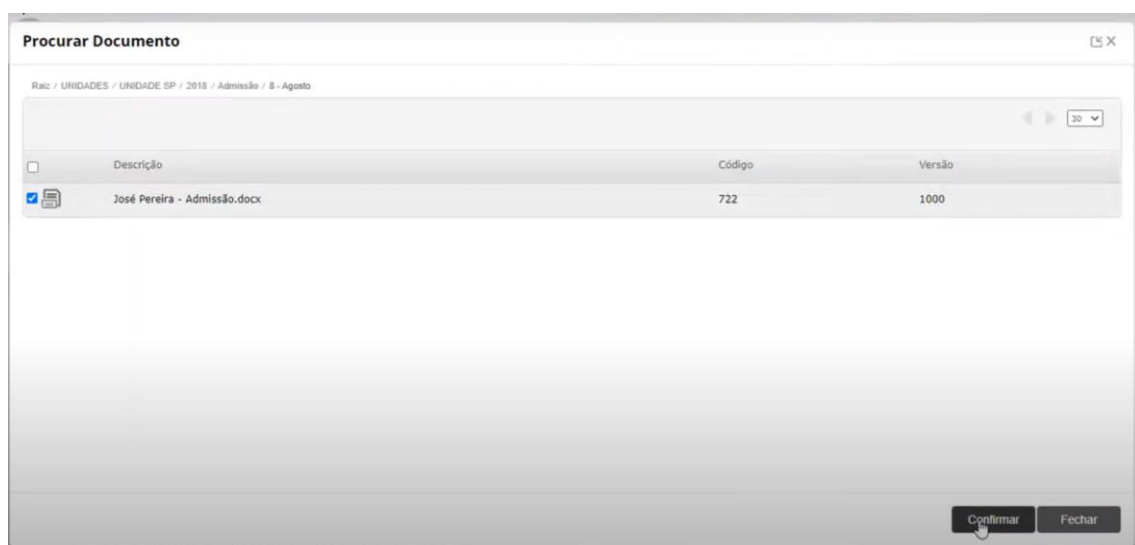 Procurar Documento
Raiz / UNIDADES / UNIDADE SP / 2018 / Admissão / 8 - Agosto
30
Descrição Código Versão
José Pereira - Admissão.docx 722 1000
Confirmar Fechar